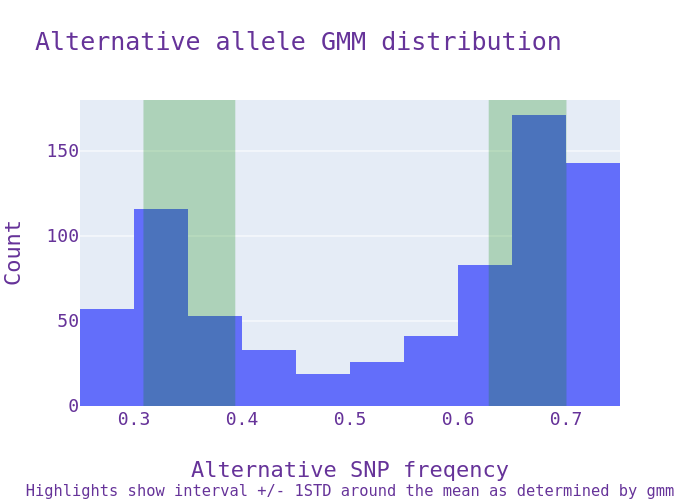 Alternative allele GMM distribution
Count
150
100
50
0
0.3 0.4 0.5 0.6 0.7
Alternative SNP freqency
Highlights show interval +/- 1STD around the mean as determined by gmm